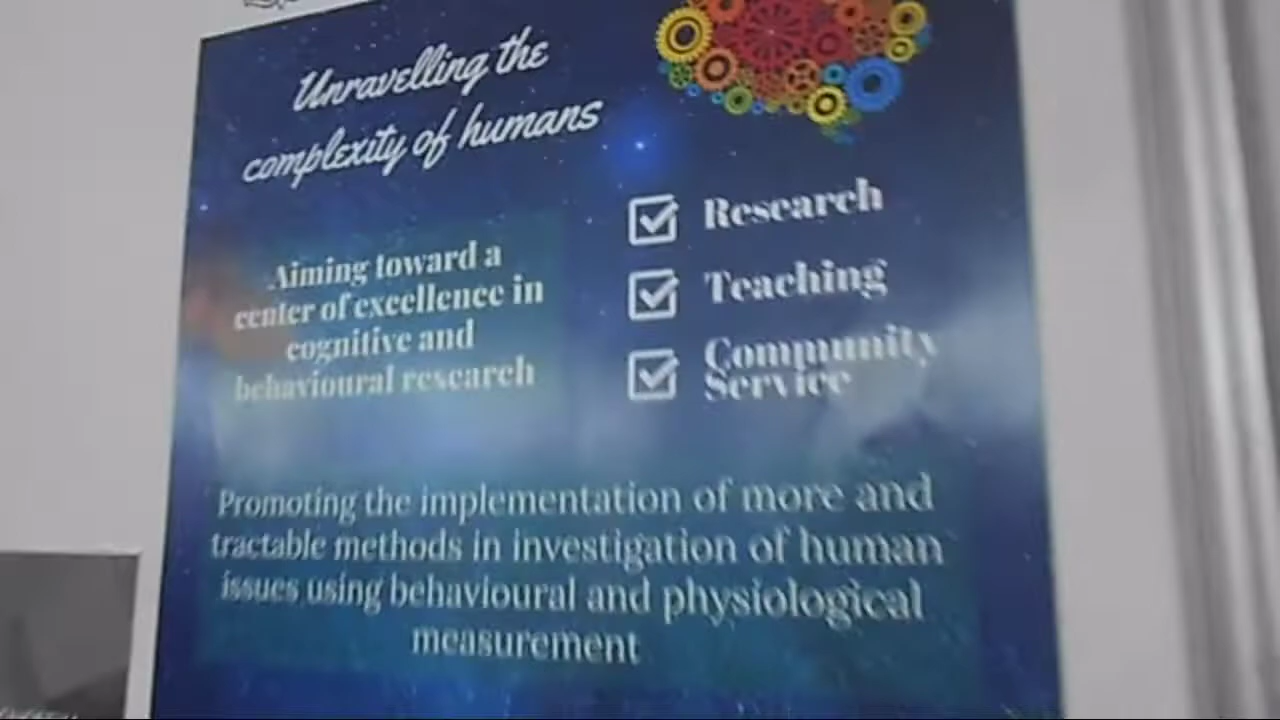 Unravelling the
complexity of humans
Aiming toward a
center of excellence in
cognitive and
behavioural research
Research
Teaching
Community
Service
Promoting the implementation of more and
tractable methods in investigation of human
issues using behavioural and physiological
measurement